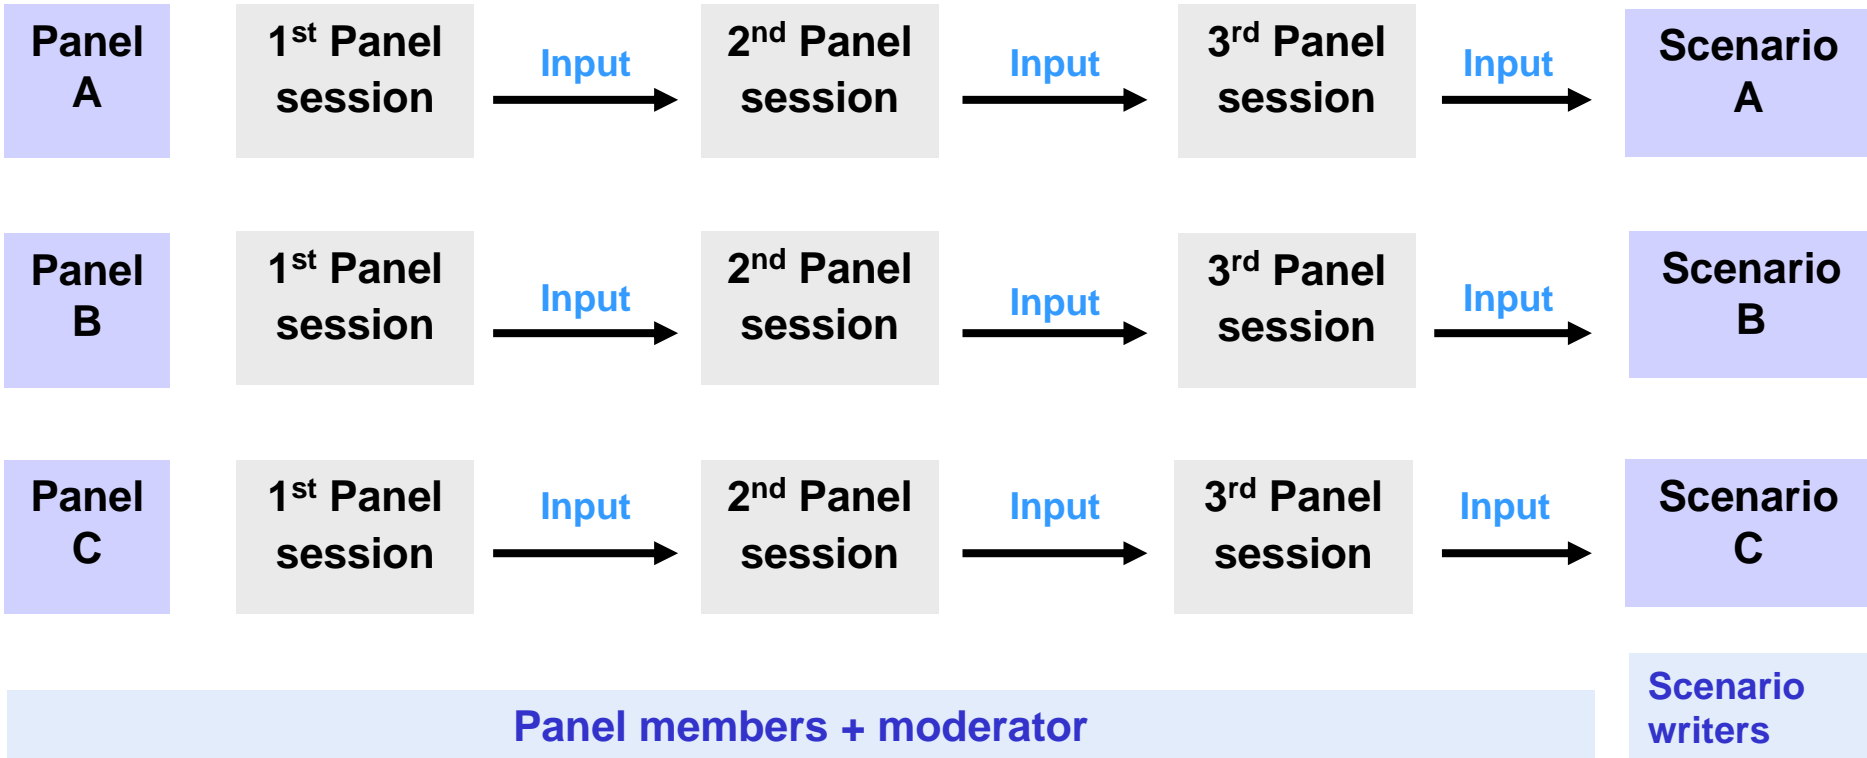 Panel
A
1st Panel
session
Input
2nd Panel
session
Input
3rd Panel
session
Input
Scenario
A
Panel
B
1st Panel
session
Input
2nd Panel
session
Input
3rd Panel
session
Input
Scenario
B
Panel
C
1st Panel
session
Input
2nd Panel
session
Input
3rd Panel
session
Input
Scenario
C
Panel members + moderator
Scenario
writers